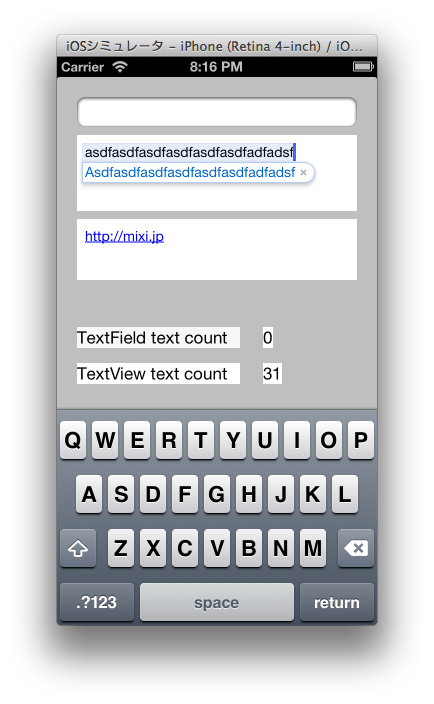 iOSシミュレータ – iPhone (Retina 4-inch) / iO...
Carrier 8:16 PM
asdfasdfasdfasdfasdfasdfadfadsf
Asdfasdfasdfasdfasdfasdfadfadsf ×
http://mixi.jp
TextField text count 0
TextView text count 31
Q W E R T Y U I O P
A S D F G H J K L
Z X C V B N M
.?123 space return